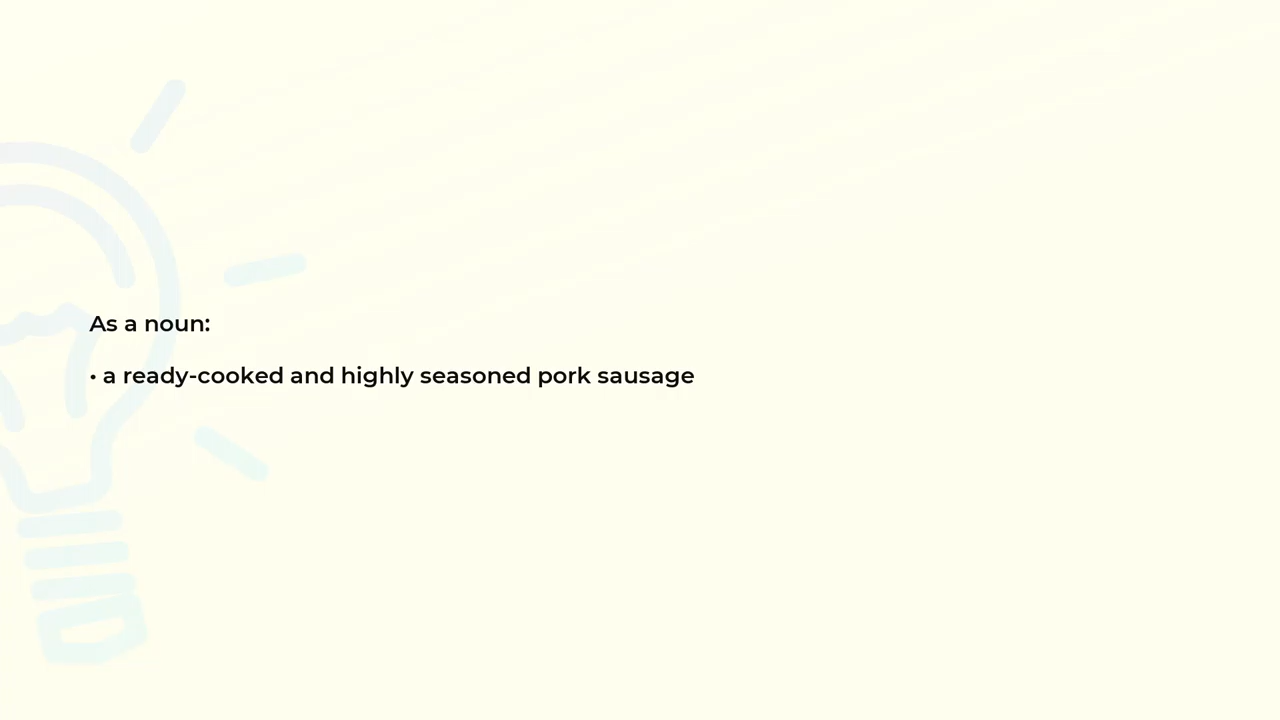 As a noun:
• a ready-cooked and highly seasoned pork sausage